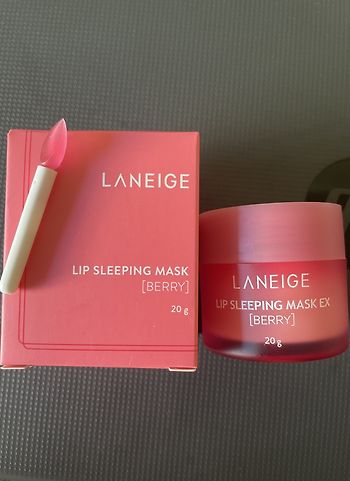 LANEIGE
LIP SLEEPING MASK
[BERRY]
20 g
LANEIGE
LIP SLEEPING MASK EX
[BERRY]
20 g